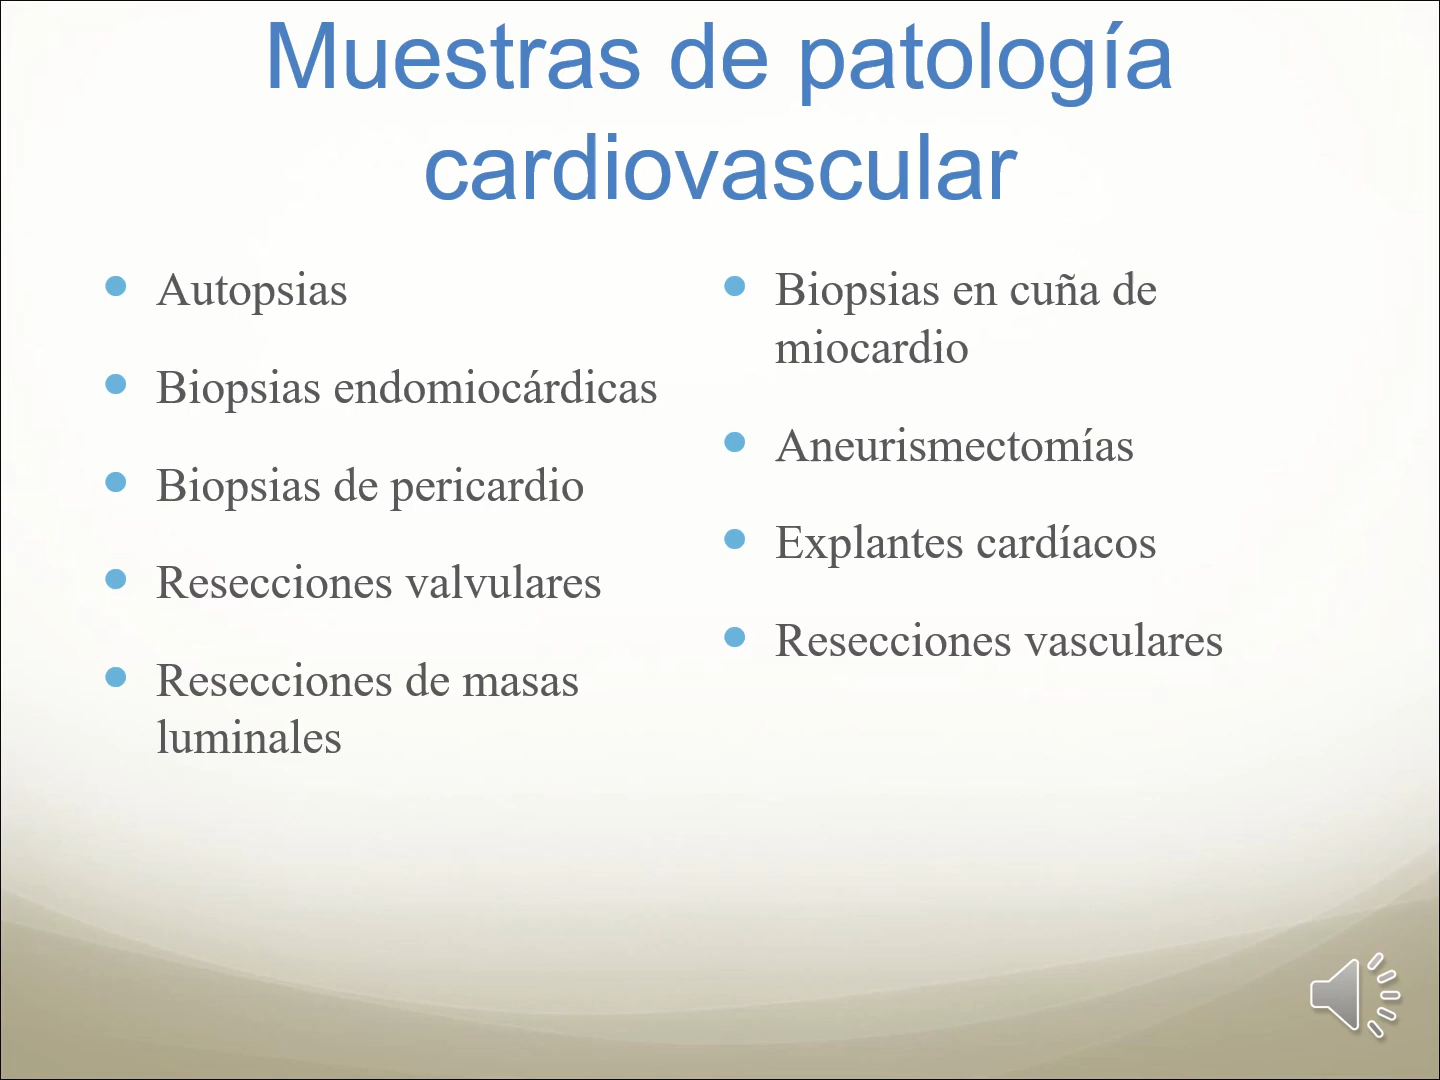 Muestras de patología
cardiovascular
Autopsias
Biopsias endomiocárdicas
Biopsias de pericardio
Resecciones valvulares
Resecciones de masas
luminales
Biopsias en cuña de
miocardio
Aneurismectomías
Explantes cardíacos
Resecciones vasculares